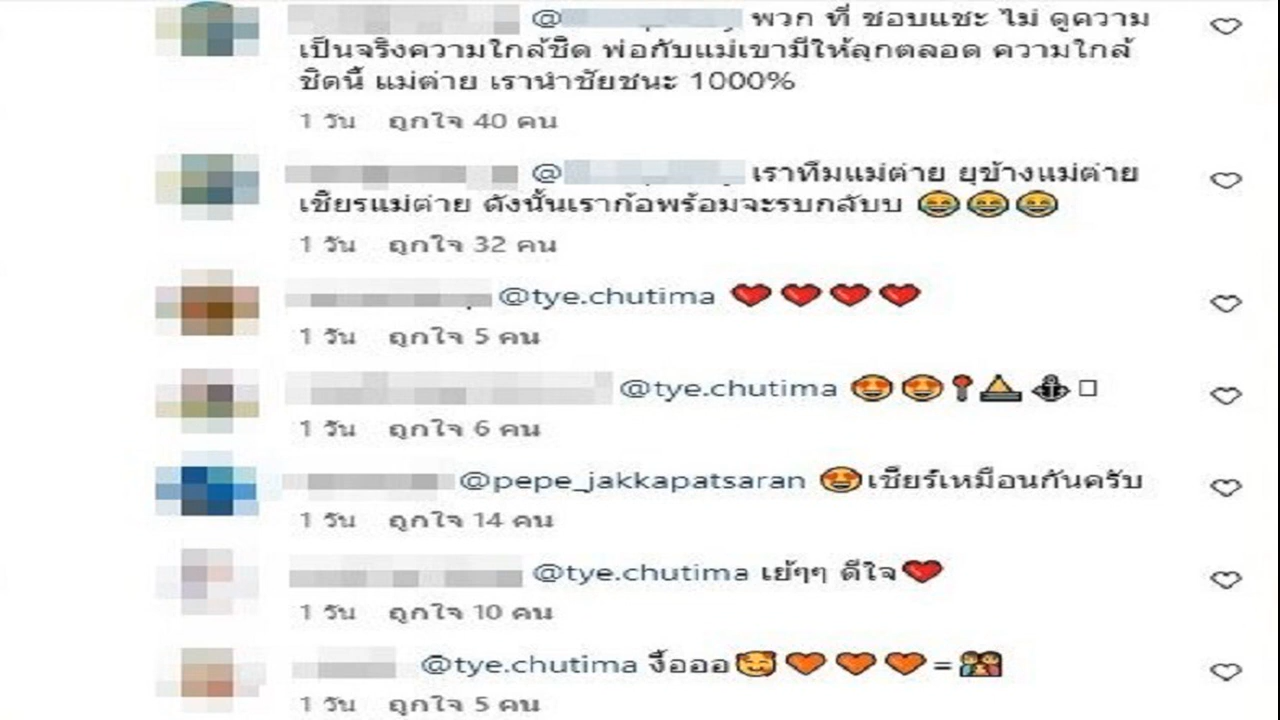 @ พวก ที่ ชอบแซะ ไม่ ดูความ
เป็นจริงความใกล้ชิด พ่อกับแม่เขามีให้ลูกตลอด ความใกล้
ชิดนี้ แม่ต่าย เรานำชัยชนะ 1000%
1 วัน ถูกใจ 40 คน
@ เราทีมแม่ต่าย ยุข้างแม่ต่าย
เชียรแม่ต่าย ดังนั้นเราก้อพร้อมจะรบกลับบ 😂😂😂
1 วัน ถูกใจ 32 คน
@tye.chutima ❤️❤️❤️❤️
1 วัน ถูกใจ 5 คน
@tye.chutima 😍😍📍⛵⚓
1 วัน ถูกใจ 6 คน
@pepe_jakkapatsaran 😍เชียร์เหมือนกันครับ
1 วัน ถูกใจ 14 คน
@tye.chutima เย้ๆๆ ดีใจ❤️
1 วัน ถูกใจ 10 คน
@tye.chutima งื้อออ🥰🧡🧡🧡=👨‍👩‍👦
1 วัน ถูกใจ 5 คน